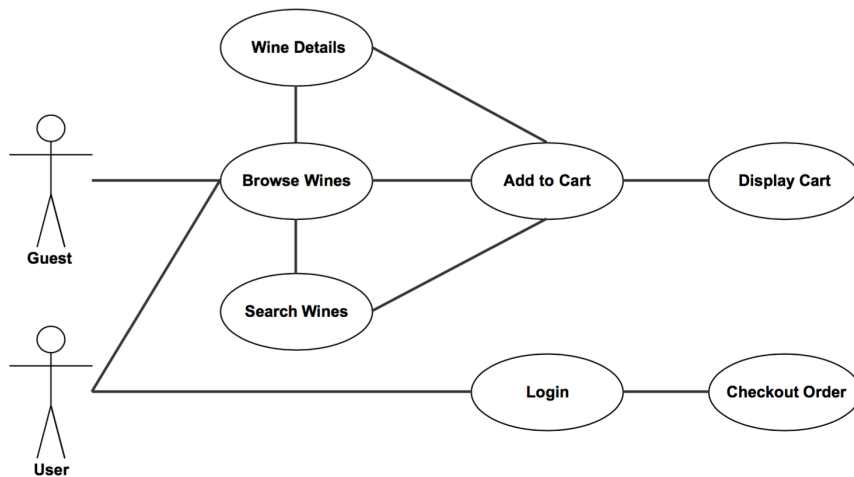 Wine Details
Browse Wines
Add to Cart
Display Cart
Guest
Search Wines
Login
Checkout Order
User